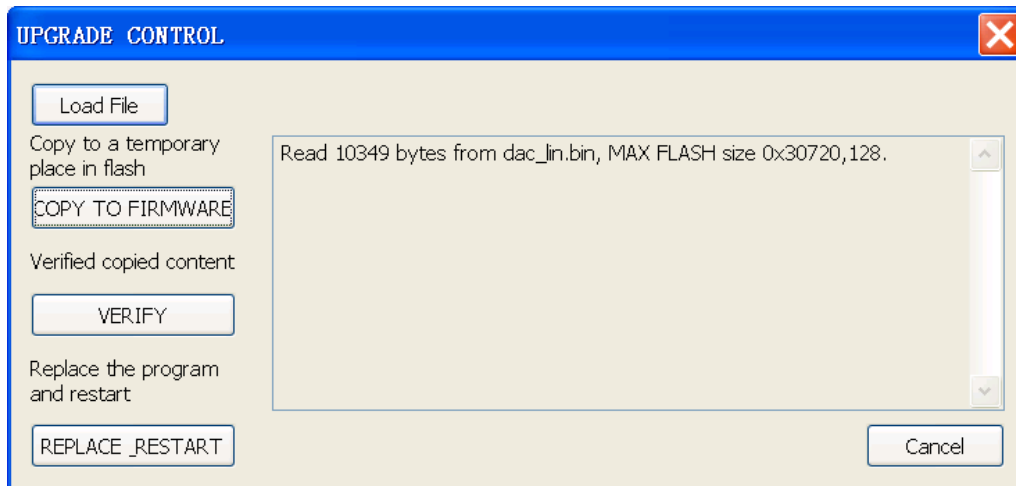 UPGRADE CONTROL
Load File
Copy to a temporary
place in flash
COPY TO FIRMWARE
Verified copied content
VERIFY
Replace the program
and restart
REPLACE _RESTART
Read 10349 bytes from dac_lin.bin, MAX FLASH size 0x30720,128.
Cancel